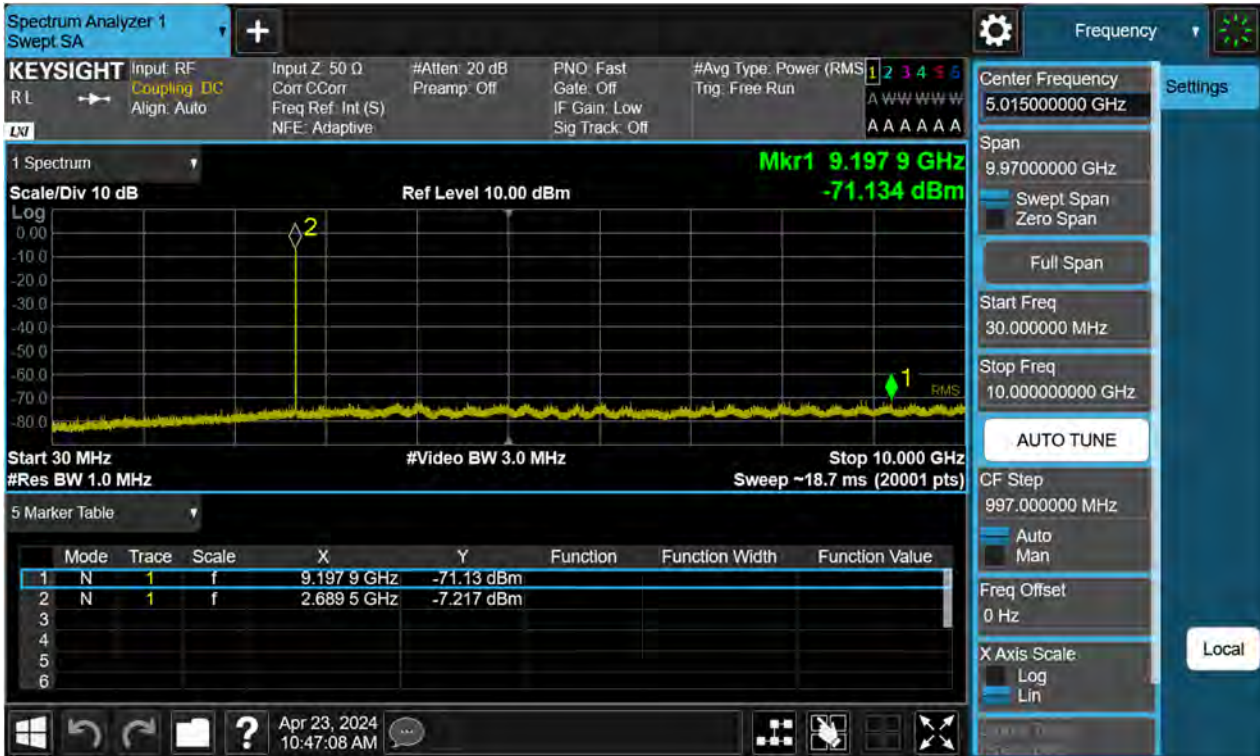 Spectrum Analyzer 1
Swept SA
+
Frequency
KEYSIGHT
R L
LXI
Input: RF
Coupling: DC
Align: Auto
Input Z: 50 Ω
Corr CCorr
Freq Ref: Int (S)
NFE: Adaptive
#Atten: 20 dB
Preamp: Off
PNO: Fast
Gate: Off
IF Gain: Low
Sig Track: Off
#Avg Type: Power (RMS
Trig: Free Run
1 2 3 4 5 6
A W W W W W
A A A A A A
1 Spectrum
Scale/Div 10 dB
Ref Level 10.00 dBm
Mkr1 9.197 9 GHz
-71.134 dBm
Log
0.00
-10.0
-20.0
-30.0
-40.0
-50.0
-60.0
-70.0
-80.0
2
1
RMS
Start 30 MHz
#Video BW 3.0 MHz
Stop 10.000 GHz
#Res BW 1.0 MHz
Sweep ~18.7 ms (20001 pts)
5 Marker Table
Mode Trace Scale X Y Function Function Width Function Value
1 N 1 f 9.197 9 GHz -71.13 dBm
2 N 1 f 2.689 5 GHz -7.217 dBm
3
4
5
6
Apr 23, 2024
10:47:08 AM
?
Center Frequency
5.015000000 GHz
Settings
Span
9.97000000 GHz
Swept Span
Zero Span
Full Span
Start Freq
30.000000 MHz
Stop Freq
10.000000000 GHz
AUTO TUNE
CF Step
997.000000 MHz
Auto
Man
Freq Offset
0 Hz
X Axis Scale
Log
Lin
Local